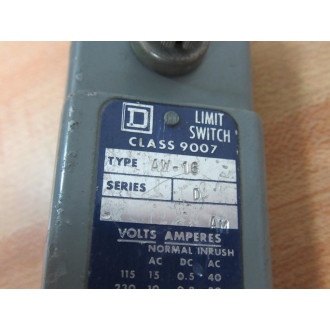 D
LIMIT
SWITCH
CLASS 9007
TYPE AW-16
SERIES D
VOLTS AMPERES
NORMAL INRUSH
AC DC AC
115 15 0.5 40